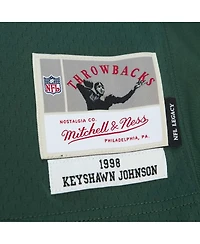 THROWBACKS
NFL
NOSTALGIA CO.
Mitchell & Ness
PHILADELPHIA, PA.
NFL LEGACY
1998
KEYSHAWN JOHNSON